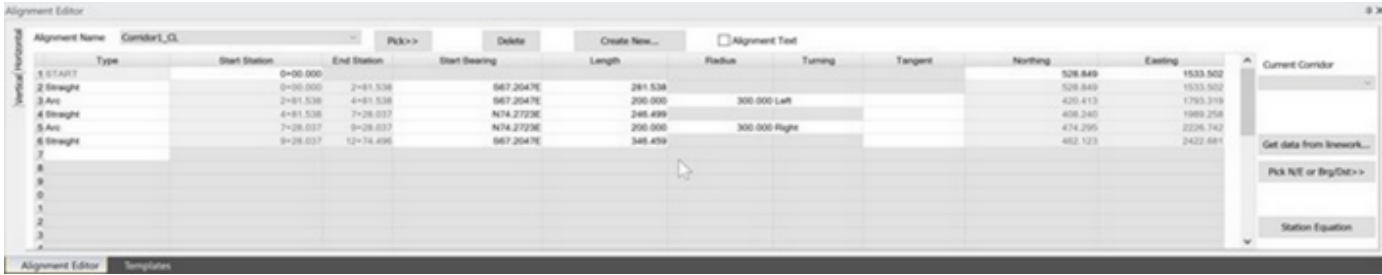 Alignment Editor
Alignment Name Corridor1_CL Pick>> Delete Create New... Alignment Text
Vertical Horizontal
Type Start Station End Station Start Bearing Length Radius Turning Tangent Northing Easting
1 START 0+00.000 528.849 1533.502
2 Straight 0+00.000 2+81.538 S67.2047E 281.538 528.849 1533.502
3 Arc 2+81.538 4+81.538 S67.2047E 200.000 300.000 Left 420.413 1793.319
4 Straight 4+81.538 7+28.037 N74.2723E 246.499 408.240 1989.258
5 Arc 7+28.037 9+28.037 N74.2723E 200.000 300.000 Right 474.295 2226.742
6 Straight 9+28.037 12+74.496 S67.2047E 346.459 462.123 2422.681
7
8
9
0
1
2
3
Current Corridor
Get data from linework...
Pick N/E or Brg/Dst>>
Station Equation
Alignment Editor Templates